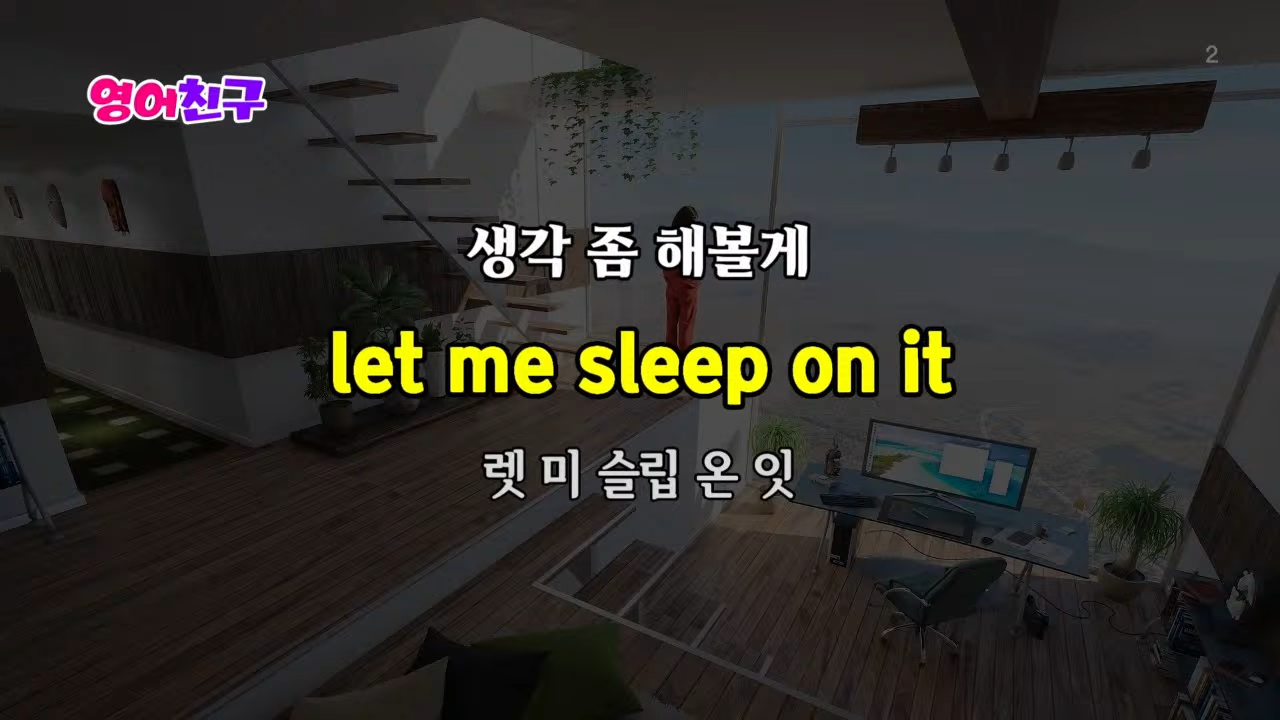 영어친구
2
생각 좀 해볼게
let me sleep on it
렛 미 슬립 온 잇